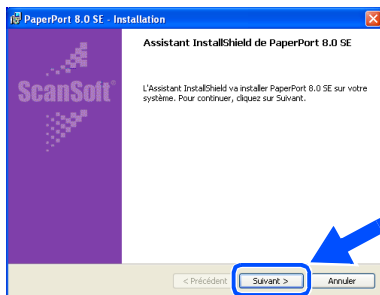 PaperPort 8.0 SE - Installation
Assistant InstallShield de PaperPort 8.0 SE
ScanSoft®
L'Assistant InstallShield va installer PaperPort 8.0 SE sur votre
système. Pour continuer, cliquez sur Suivant.
< Précédent Suivant > Annuler